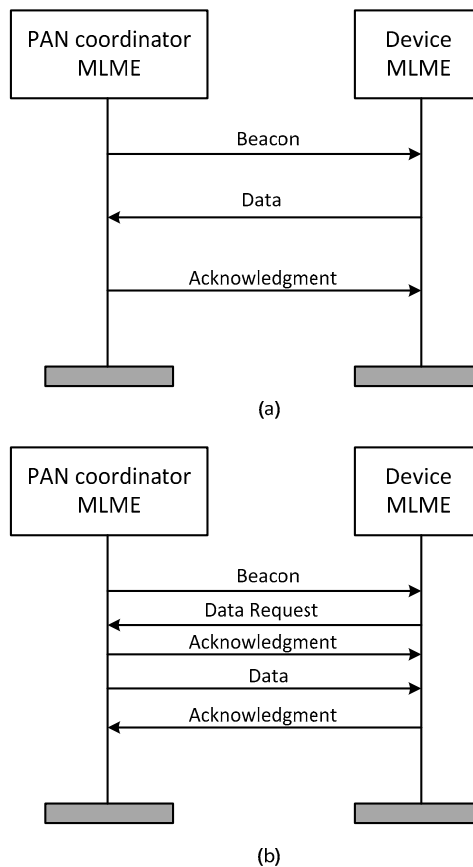 PAN coordinator
MLME
Device
MLME
Beacon
Data
Acknowledgment
(a)
PAN coordinator
MLME
Device
MLME
Beacon
Data Request
Acknowledgment
Data
Acknowledgment
(b)